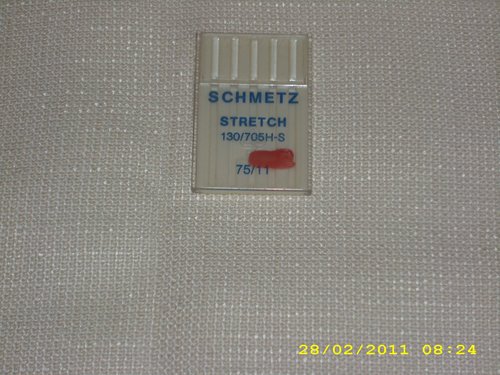 SCHMETZ
STRETCH
130/705H-S
75/11
28/02/2011 08:24